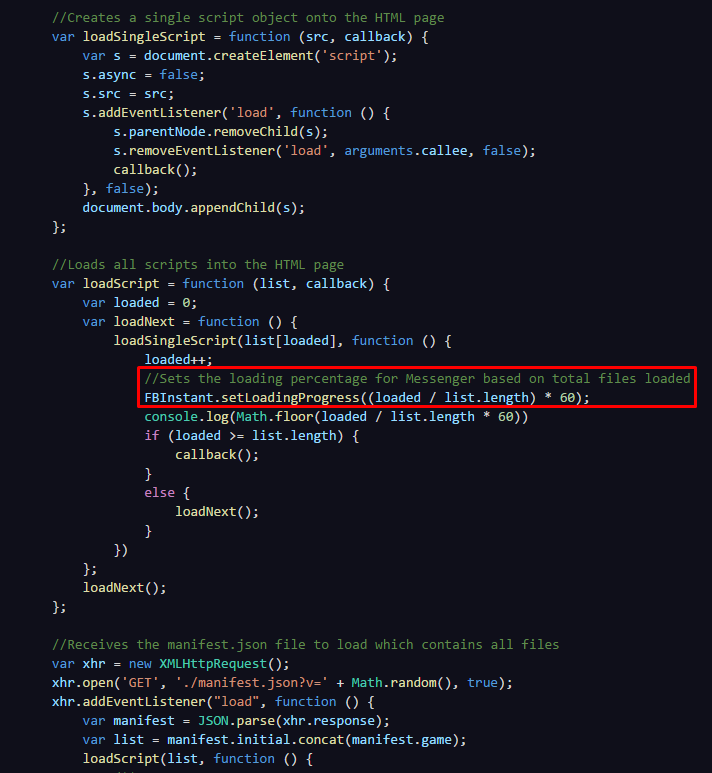 //Creates a single script object onto the HTML page
var loadSingleScript = function (src, callback) {
    var s = document.createElement('script');
    s.async = false;
    s.src = src;
    s.addEventListener('load', function () {
        s.parentNode.removeChild(s);
        s.removeEventListener('load', arguments.callee, false);
        callback();
    }, false);
    document.body.appendChild(s);
};

//Loads all scripts into the HTML page
var loadScript = function (list, callback) {
    var loaded = 0;
    var loadNext = function () {
        loadSingleScript(list[loaded], function () {
            loaded++;
            //Sets the loading percentage for Messenger based on total files loaded
            FBInstant.setLoadingProgress((loaded / list.length) * 60);
            console.log(Math.floor(loaded / list.length * 60))
            if (loaded >= list.length) {
                callback();
            }
            else {
                loadNext();
            }
        })
    };
    loadNext();
};

//Receives the manifest.json file to load which contains all files
var xhr = new XMLHttpRequest();
xhr.open('GET', './manifest.json?v=' + Math.random(), true);
xhr.addEventListener("load", function () {
    var manifest = JSON.parse(xhr.response);
    var list = manifest.initial.concat(manifest.game);
    loadScript(list, function () {